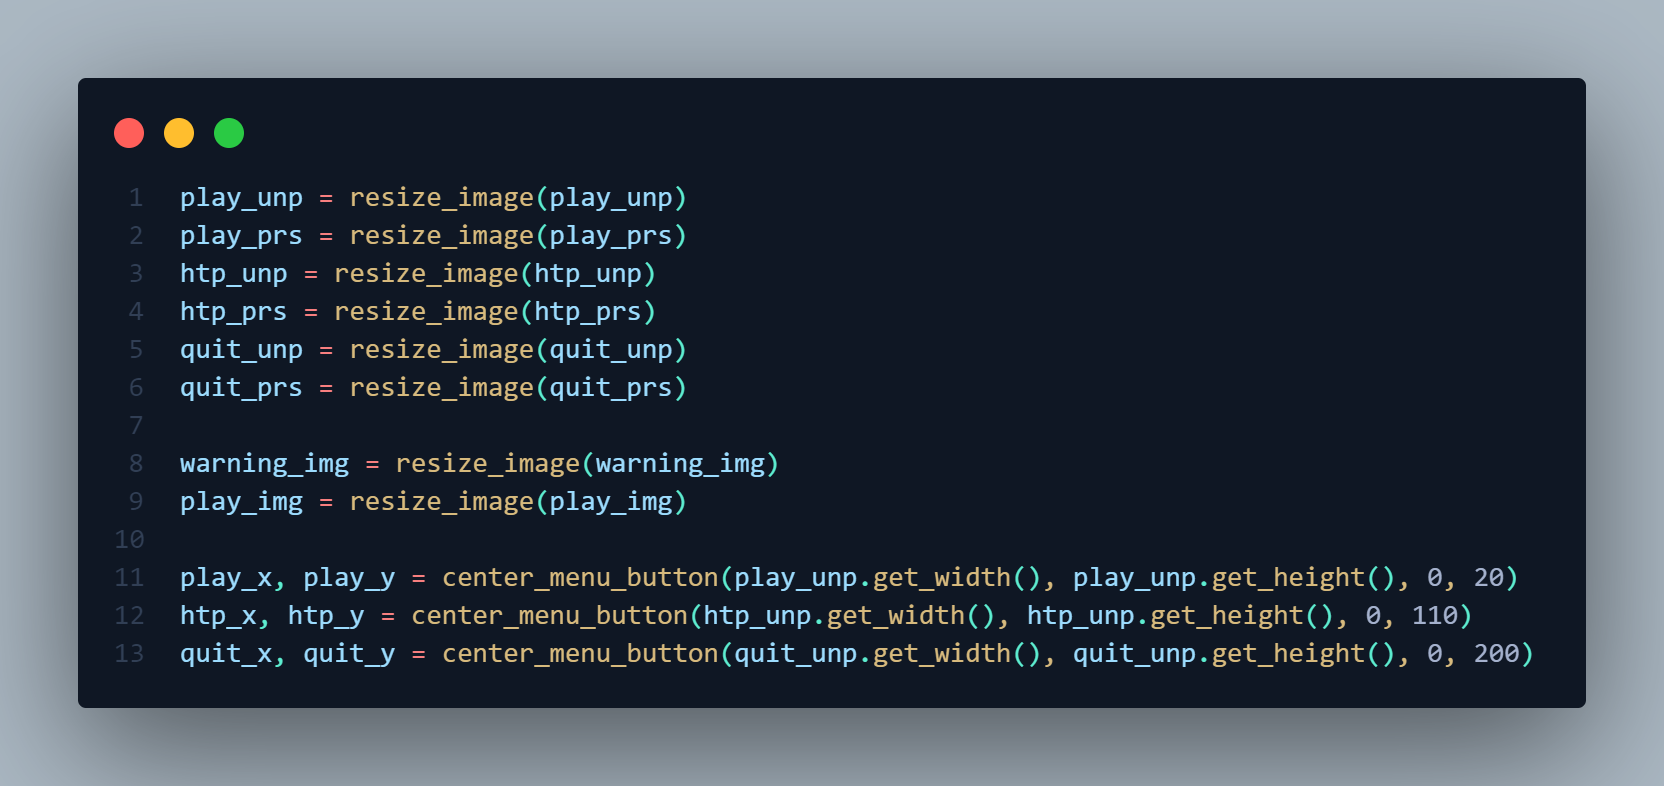 1 play_unp = resize_image(play_unp)
2 play_prs = resize_image(play_prs)
3 htp_unp = resize_image(htp_unp)
4 htp_prs = resize_image(htp_prs)
5 quit_unp = resize_image(quit_unp)
6 quit_prs = resize_image(quit_prs)
7
8 warning_img = resize_image(warning_img)
9 play_img = resize_image(play_img)
10
11 play_x, play_y = center_menu_button(play_unp.get_width(), play_unp.get_height(), 0, 20)
12 htp_x, htp_y = center_menu_button(htp_unp.get_width(), htp_unp.get_height(), 0, 110)
13 quit_x, quit_y = center_menu_button(quit_unp.get_width(), quit_unp.get_height(), 0, 200)